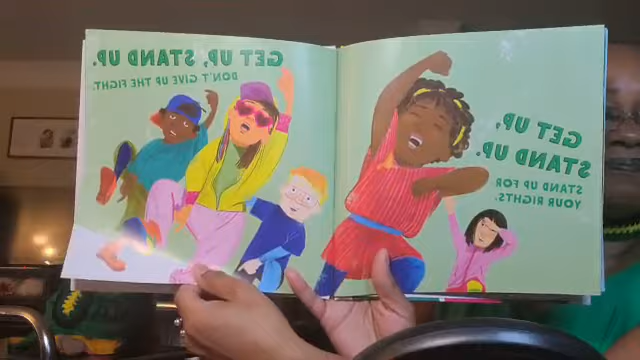 GET UP, STAND UP.
DON'T GIVE UP THE FIGHT.
GET UP,
STAND UP.
STAND UP FOR
YOUR RIGHTS.